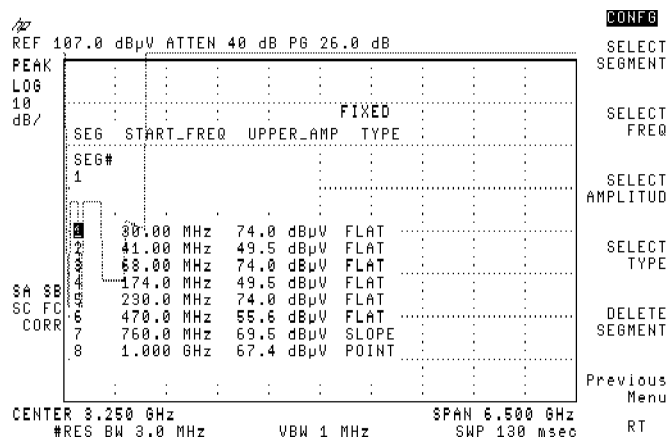 hp
CONFG
REF 107.0 dBµV ATTEN 40 dB PG 26.0 dB
SELECT
SEGMENT
PEAK
LOG
10
dB/
FIXED
SELECT
FREQ
SEG START_FREQ UPPER_AMP TYPE
SEG#
1
SELECT
AMPLITUD
1 30.00 MHz 74.0 dBµV FLAT
2 41.00 MHz 49.5 dBµV FLAT
3 68.00 MHz 74.0 dBµV FLAT
4 174.0 MHz 49.5 dBµV FLAT
5 230.0 MHz 74.0 dBµV FLAT
6 470.0 MHz 55.6 dBµV FLAT
7 760.0 MHz 69.5 dBµV SLOPE
8 1.000 GHz 67.4 dBµV POINT
SELECT
TYPE
SA SB
SC FC
CORR
DELETE
SEGMENT
Previous
Menu
CENTER 3.250 GHz SPAN 6.500 GHz
#RES BW 3.0 MHz VBW 1 MHz SWP 130 msec
RT